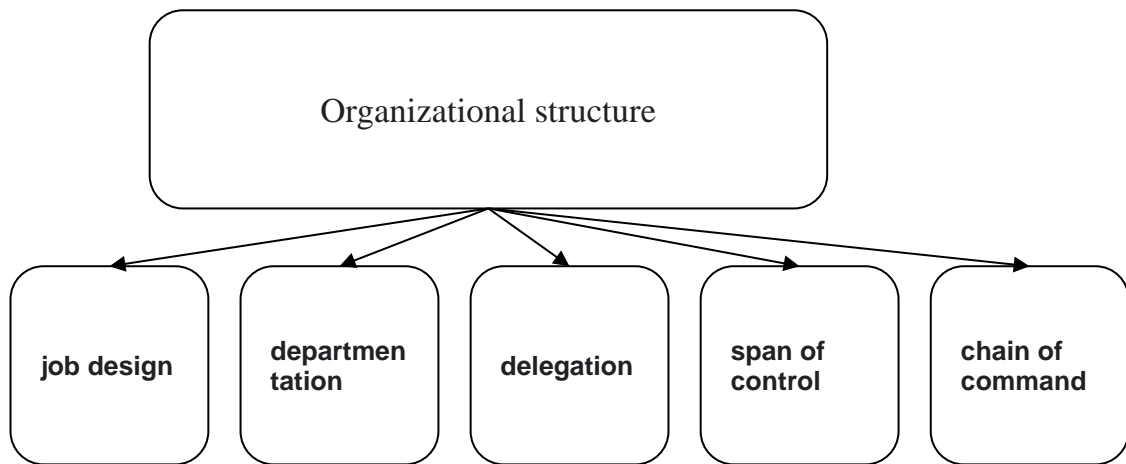 Organizational structure
job design
departmen
tation
delegation
span of
control
chain of
command